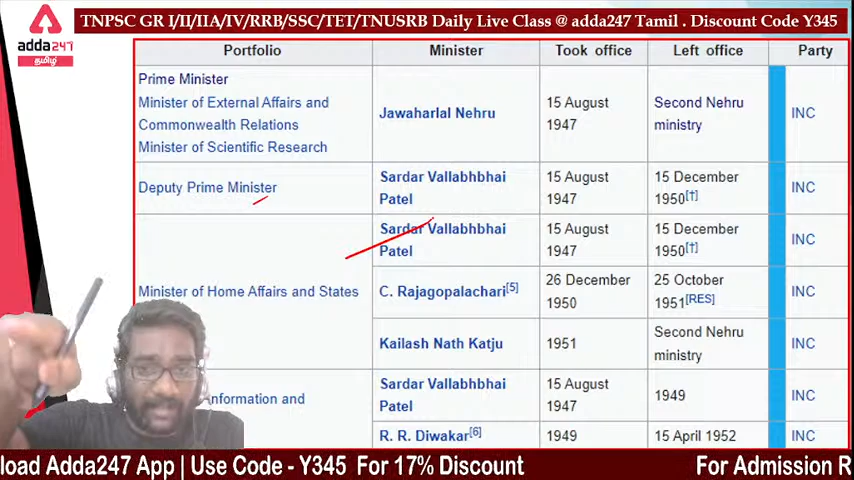 TNPSC GR I/II/IIA/IV/RRB/SSC/TET/TNUSRB Daily Live Class @ adda247 Tamil . Discount Code Y345
adda247
தமிழ்
Portfolio Minister Took office Left office Party
Prime Minister
Minister of External Affairs and
Commonwealth Relations
Minister of Scientific Research
Jawaharlal Nehru
15 August
1947
Second Nehru
ministry
INC
Deputy Prime Minister
Sardar Vallabhbhai
Patel
15 August
1947
15 December
1950[†]
INC
Minister of Home Affairs and States
Sardar Vallabhbhai
Patel
15 August
1947
15 December
1950[†]
INC
C. Rajagopalachari[5]
26 December
1950
25 October
1951[RES]
INC
Kailash Nath Katju
1951
Second Nehru
ministry
INC
nformation and
Sardar Vallabhbhai
Patel
15 August
1947
1949
INC
R. R. Diwakar[6]
1949
15 April 1952
INC
load Adda247 App | Use Code - Y345 For 17% Discount For Admission R